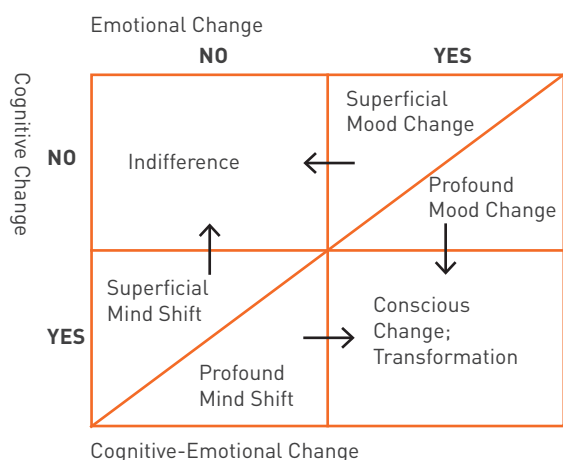 Emotional Change
NO
YES
Cognitive Change
NO
Indifference
Superficial
Mood Change
Profound
Mood Change
YES
Superficial
Mind Shift
Profound
Mind Shift
Conscious
Change;
Transformation
Cognitive-Emotional Change